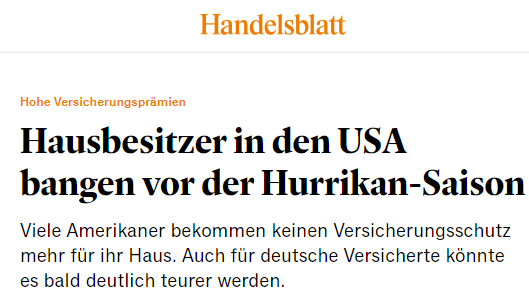 Handelsblatt
Hohe Versicherungsprämien
Hausbesitzer in den USA
bangen vor der Hurrikan-Saison
Viele Amerikaner bekommen keinen Versicherungsschutz
mehr für ihr Haus. Auch für deutsche Versicherte könnte
es bald deutlich teurer werden.